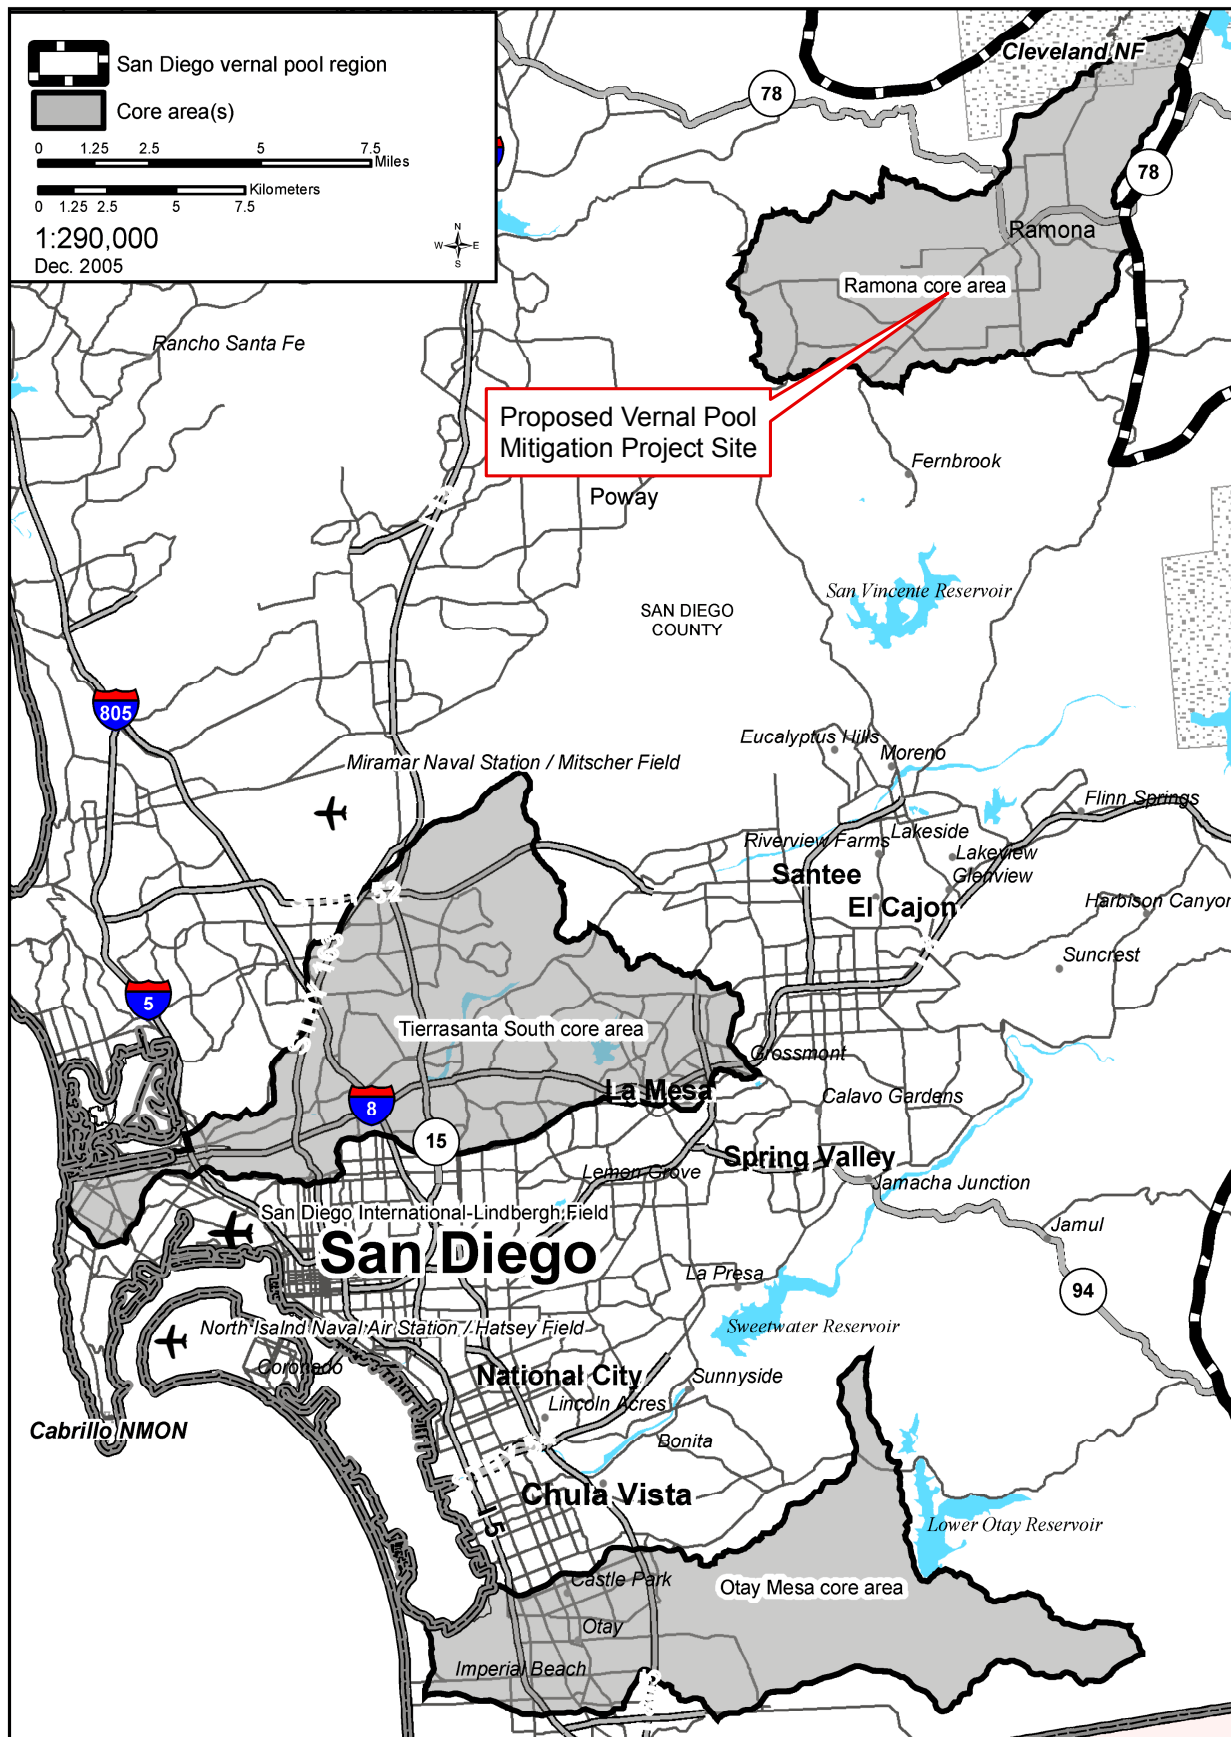 San Diego vernal pool region
Core area(s)
0 1.25 2.5 5 7.5
Miles
Kilometers
0 1.25 2.5 5 7.5
1:290,000
Dec. 2005
N
W E
S
Cleveland NF
78
78
Ramona
Ramona core area
Rancho Santa Fe
Proposed Vernal Pool
Mitigation Project Site
Poway
Fernbrook
San Vincente Reservoir
SAN DIEGO
COUNTY
805
Eucalyptus Hills
Moreno
Miramar Naval Station / Mitscher Field
Flinn Springs
Lakeside
Riverview Farms
Lakeview
Santee
Glenview
52
El Cajon
Harbison Canyon
163
Suncrest
5
Tierrasanta South core area
Grossmont
La Mesa
Calavo Gardens
8
15
Spring Valley
Lemon Grove
Jamacha Junction
San Diego International-Lindbergh Field
Jamul
San Diego
La Presa
94
North Isalnd Naval Air Station / Hatsey Field
Sweetwater Reservoir
Coronado
National City
Sunnyside
Lincoln Acres
Cabrillo NMON
Bonita
Chula Vista
I 5
Lower Otay Reservoir
Castle Park
Otay Mesa core area
Otay
Imperial Beach